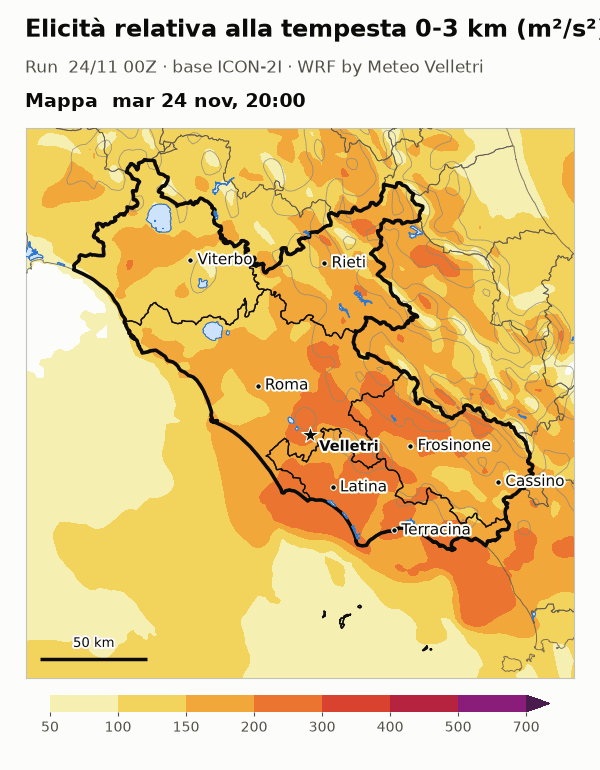 Elicità relativa alla tempesta 0-3 km (m²/s²)
Run 24/11 00Z · base ICON-2I · WRF by Meteo Velletri
Mappa mar 24 nov, 20:00
Viterbo
Rieti
Roma
Velletri
Frosinone
Latina
Cassino
Terracina
50 km
50 100 150 200 300 400 500 700